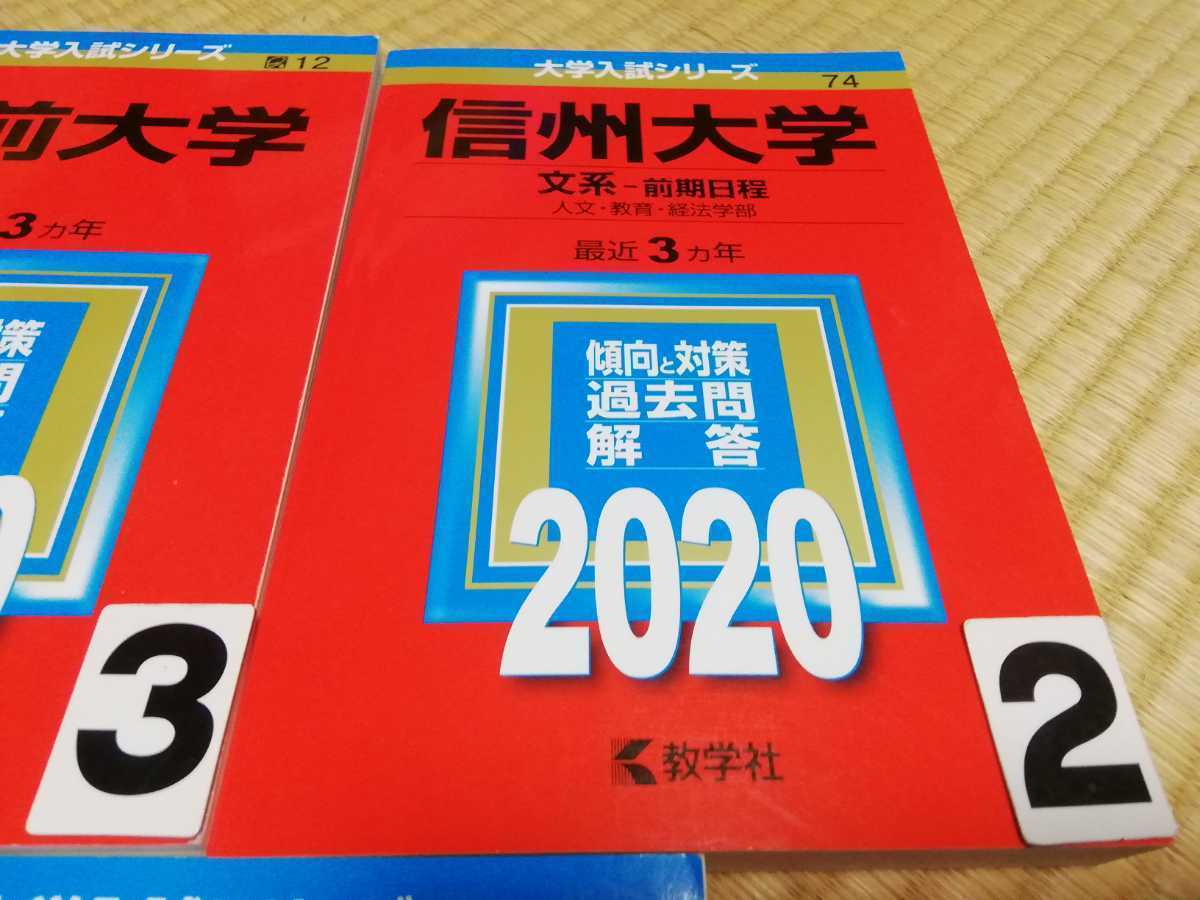 大学入試シリーズ
12
前大学
3ヵ年
策
問
3
大学入試シリーズ
74
信州大学
文系－前期日程
人文・教育・経法学部
最近3ヵ年
傾向と対策
過去問
解答
2020
教学社
2